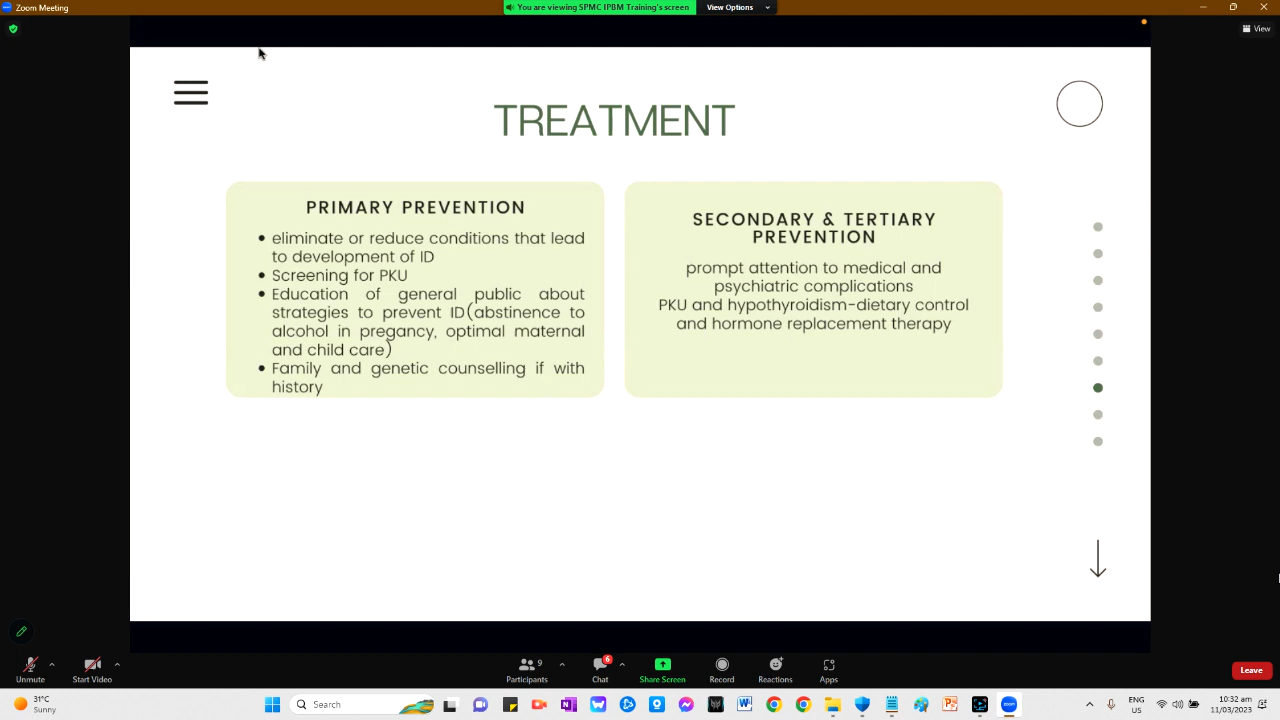 Zoom Meeting
You are viewing SPMC IPBM Training's screen
View Options
View
TREATMENT
PRIMARY PREVENTION
eliminate or reduce conditions that lead
to development of ID
Screening for PKU
Education of general public about
strategies to prevent ID(abstinence to
alcohol in pregancy, optimal maternal
and child care)
Family and genetic counselling if with
history
SECONDARY & TERTIARY
PREVENTION
prompt attention to medical and
psychiatric complications
PKU and hypothyroidism-dietary control
and hormone replacement therapy
Unmute
Start Video
9
Participants
6
Chat
Share Screen
Record
Reactions
Apps
Leave
31°C
Sunny
Search
ENG
US
10:33 AM
11/03/2023